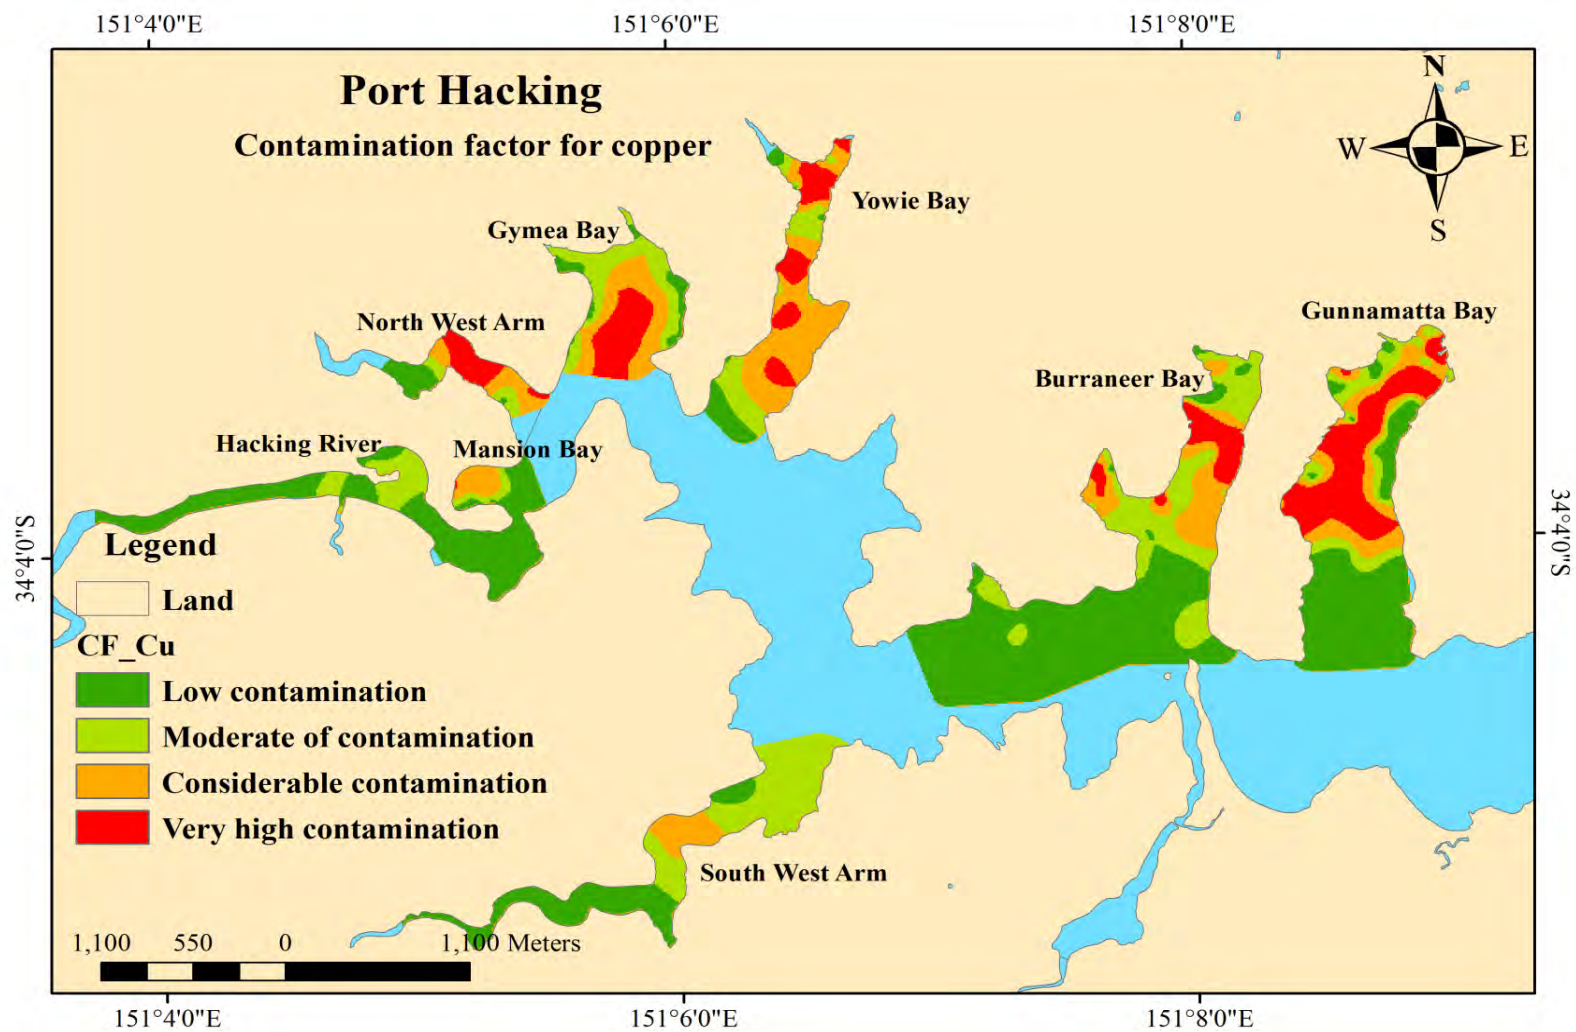 151°4'0"E 151°6'0"E 151°8'0"E
Port Hacking
Contamination factor for copper
N
W E
S
Yowie Bay
Gymea Bay
North West Arm
Gunnamatta Bay
Burraneer Bay
Hacking River
Mansion Bay
34°4'0"S
34°4'0"S
Legend
Land
CF_Cu
Low contamination
Moderate of contamination
Considerable contamination
Very high contamination
South West Arm
1,100 550 0 1,100 Meters
151°4'0"E 151°6'0"E 151°8'0"E